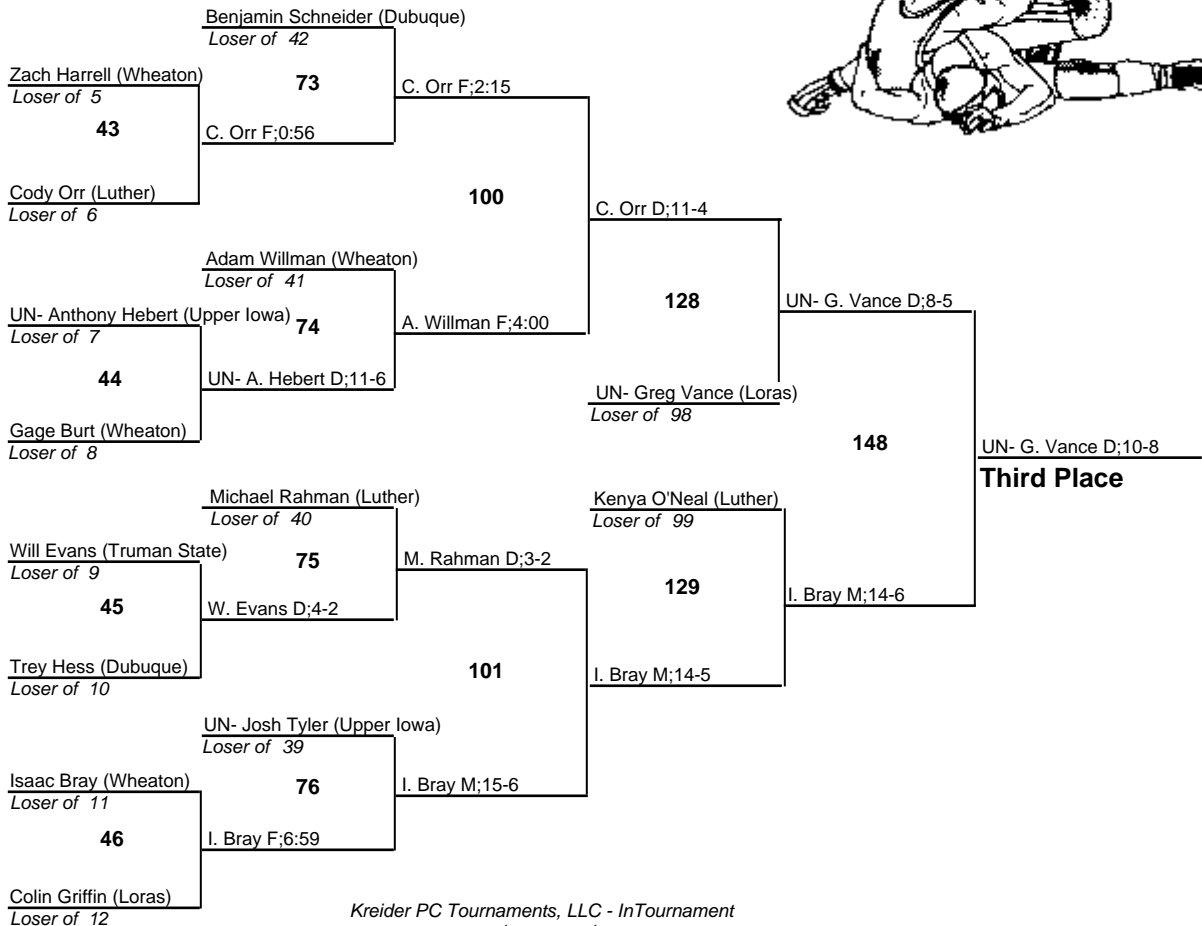 Benjamin Schneider (Dubuque)
Loser of 42
Zach Harrell (Wheaton)
Loser of 5
73
C. Orr F;2:15
43
C. Orr F;0:56
Cody Orr (Luther)
Loser of 6
100
C. Orr D;11-4
Adam Willman (Wheaton)
Loser of 41
128
UN- G. Vance D;8-5
UN- Anthony Hebert (Upper Iowa)
Loser of 7
74
A. Willman F;4:00
44
UN- A. Hebert D;11-6
UN- Greg Vance (Loras)
Loser of 98
Gage Burt (Wheaton)
Loser of 8
148
UN- G. Vance D;10-8
Third Place
Michael Rahman (Luther)
Loser of 40
Kenya O'Neal (Luther)
Loser of 99
Will Evans (Truman State)
Loser of 9
75
M. Rahman D;3-2
129
45
W. Evans D;4-2
I. Bray M;14-6
Trey Hess (Dubuque)
Loser of 10
101
I. Bray M;14-5
UN- Josh Tyler (Upper Iowa)
Loser of 39
Isaac Bray (Wheaton)
Loser of 11
76
I. Bray M;15-6
46
I. Bray F;6:59
Colin Griffin (Loras)
Loser of 12
Kreider PC Tournaments, LLC - InTournament